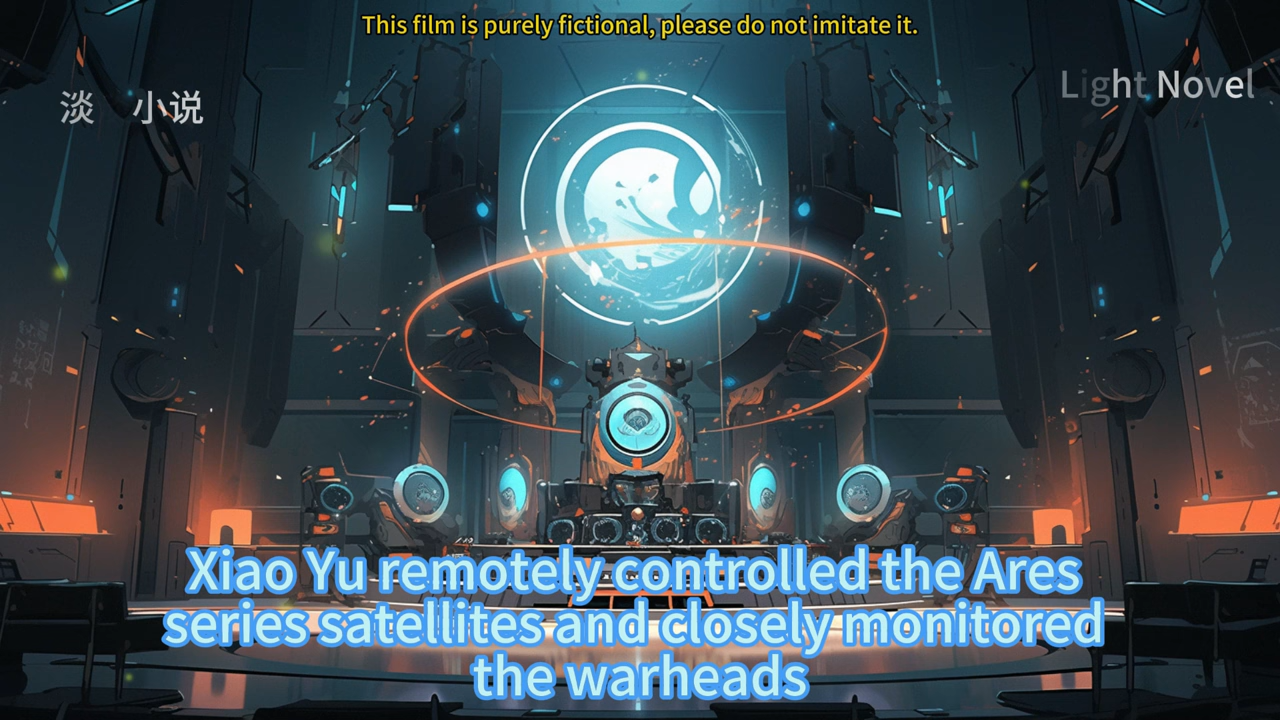 This film is purely fictional, please do not imitate it.
淡 小说
Light Novel
Xiao Yu remotely controlled the Ares
series satellites and closely monitored
the warheads